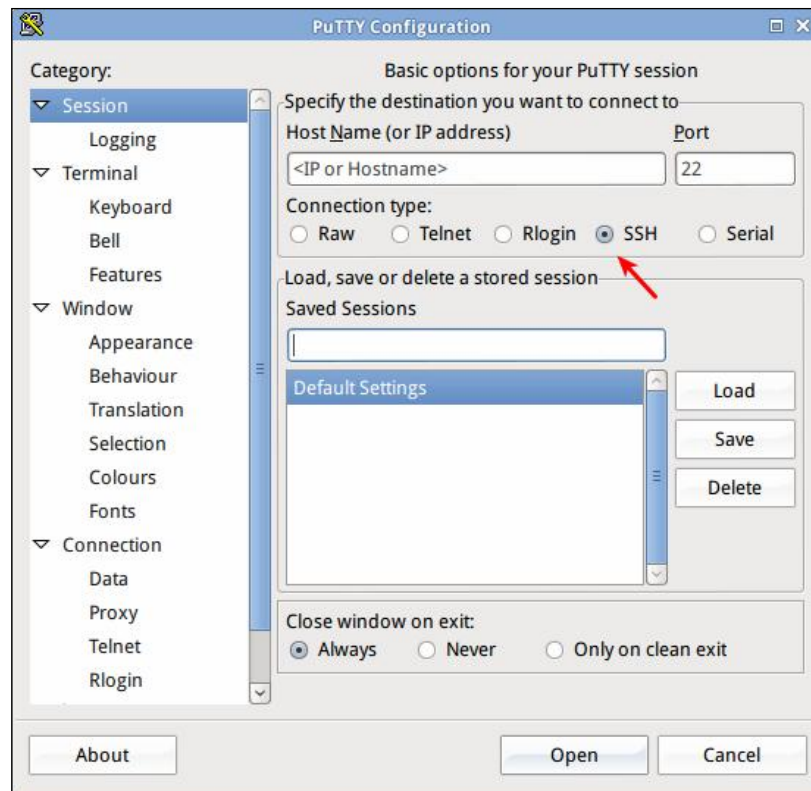 PuTTY Configuration
Category:
Session
Logging
Terminal
Keyboard
Bell
Features
Window
Appearance
Behaviour
Translation
Selection
Colours
Fonts
Connection
Data
Proxy
Telnet
Rlogin
Basic options for your PuTTY session
Specify the destination you want to connect to
Host Name (or IP address) Port
<IP or Hostname> 22
Connection type:
Raw Telnet Rlogin SSH Serial
Load, save or delete a stored session
Saved Sessions
Default Settings
Load
Save
Delete
Close window on exit:
Always Never Only on clean exit
About Open Cancel